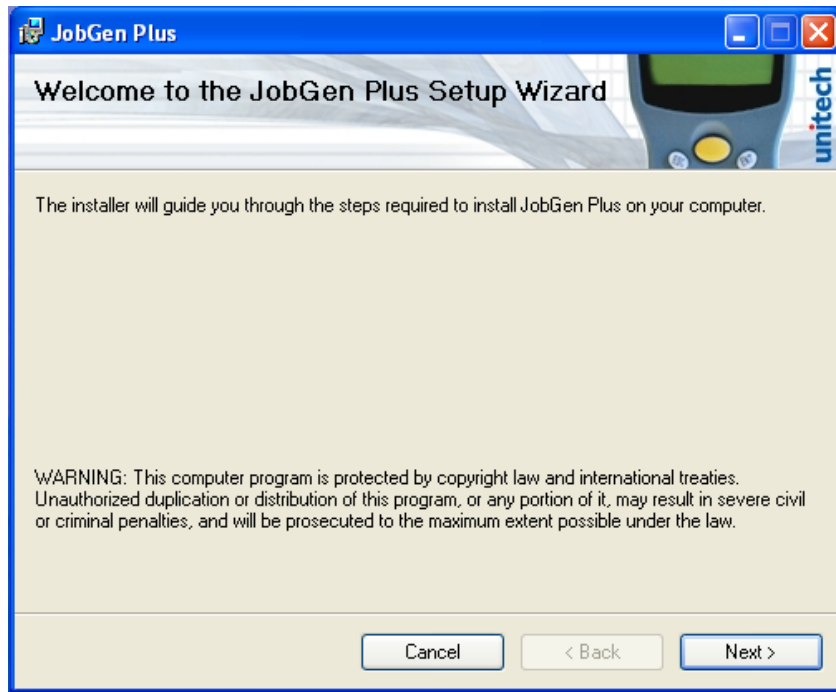 JobGen Plus
Welcome to the JobGen Plus Setup Wizard
unitech
ESC
ENT
The installer will guide you through the steps required to install JobGen Plus on your computer.
WARNING: This computer program is protected by copyright law and international treaties.
Unauthorized duplication or distribution of this program, or any portion of it, may result in severe civil
or criminal penalties, and will be prosecuted to the maximum extent possible under the law.
Cancel
< Back
Next >